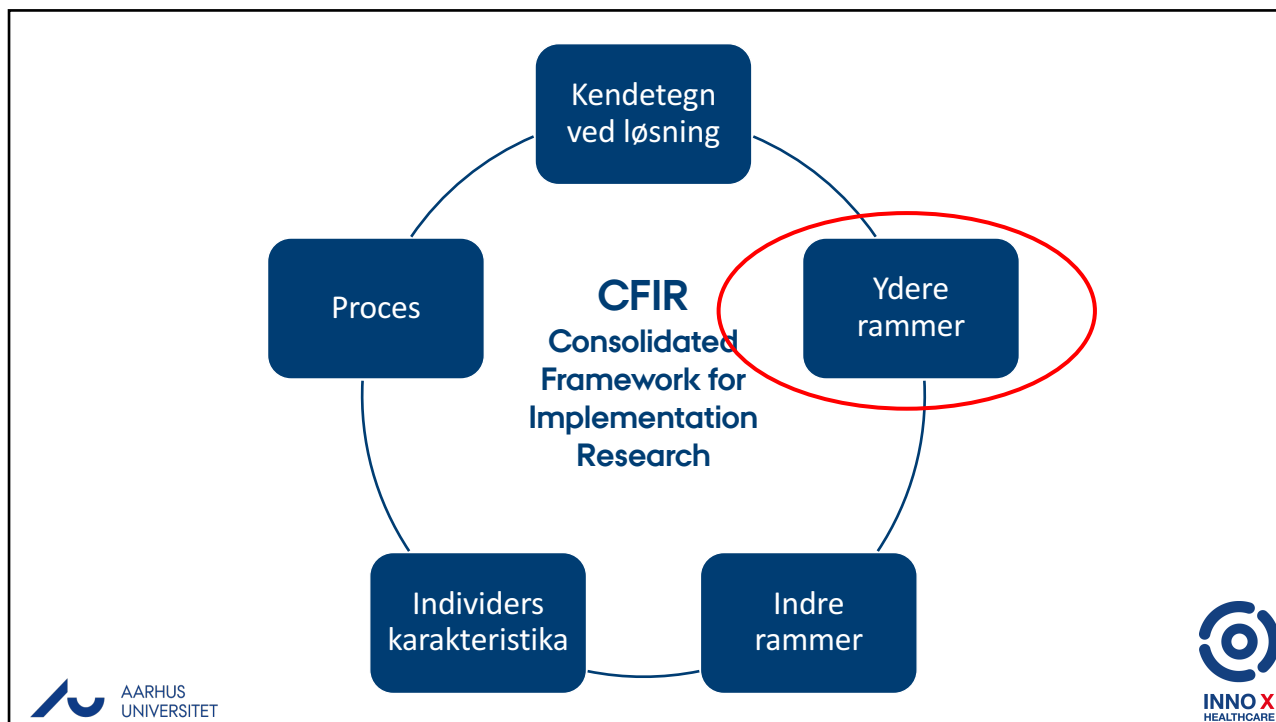 Kendetegn
ved løsning
Proces
CFIR
Consolidated
Framework for
Implementation
Research
Ydere
rammer
Individers
karakteristika
Indre
rammer
AARHUS
UNIVERSITET
INNO X
HEALTHCARE